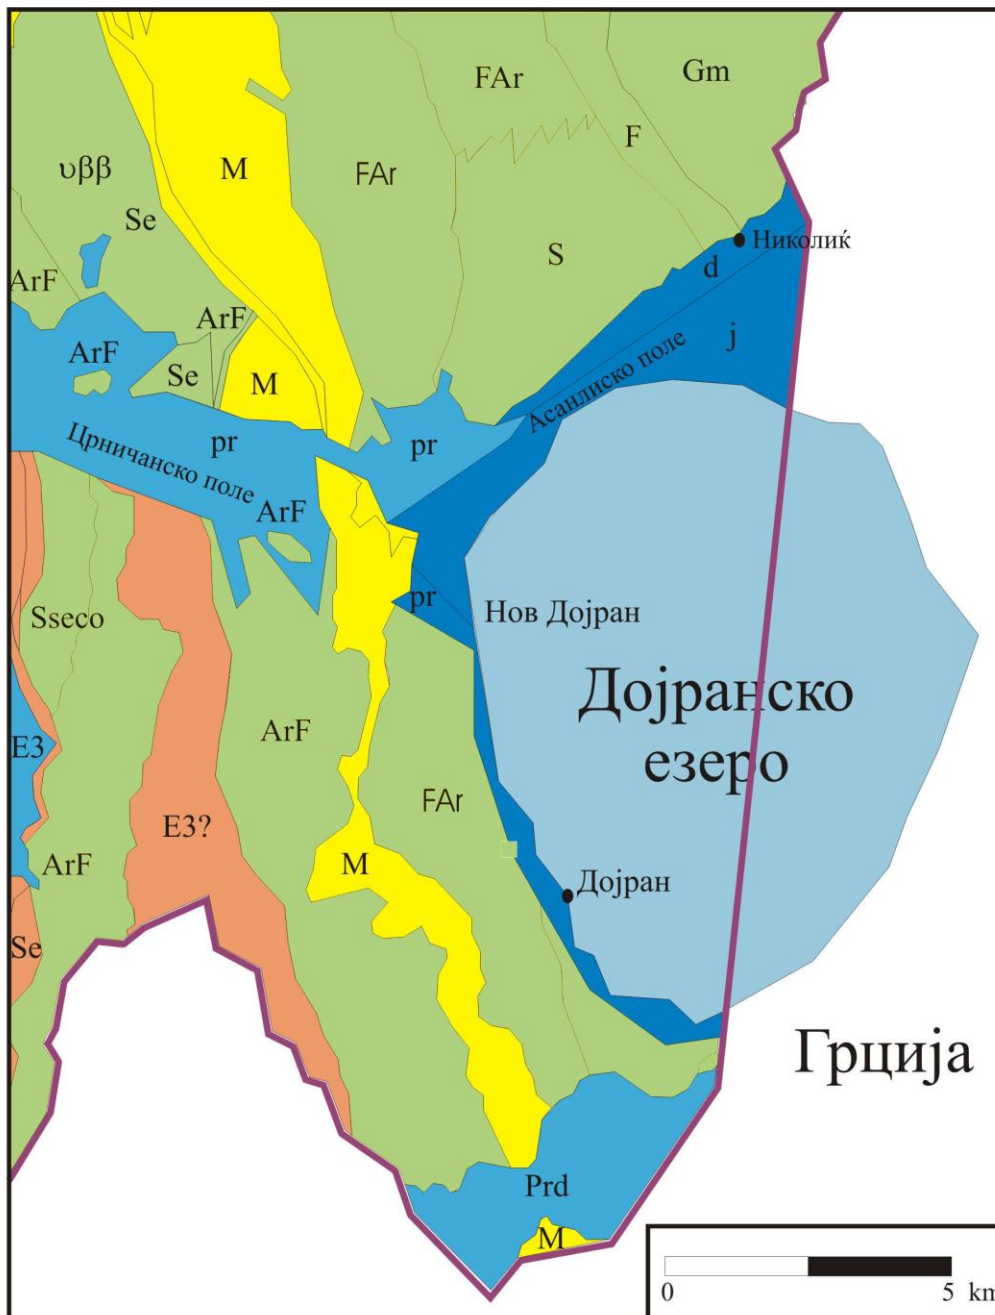 Gm
FAr
F
υββ
M
FAr
Se
Николиќ
S
d
ArF
ArF
j
ArF
Se
M
Асанлиско поле
pr
pr
Црничанско поле
ArF
pr
Нов Дојран
Sseco
Дојранско
езеро
ArF
E3
FAr
E3?
ArF
M
Дојран
Se
Грција
Prd
M
0 5 km